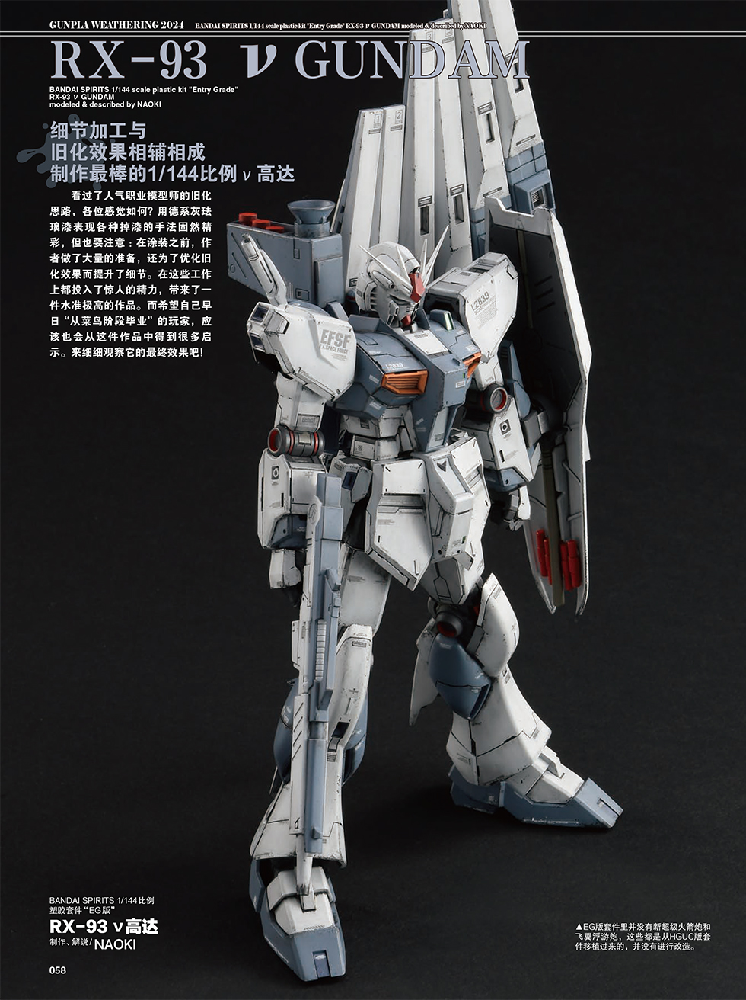 GUNPLA WEATHERING 2024 BANDAI SPIRITS 1/144 scale plastic kit "Entry Grade" RX-93 ν GUNDAM modeled & described by NAOKI
RX-93 ν GUNDAM
BANDAI SPIRITS 1/144 scale plastic kit "Entry Grade"
RX-93 ν GUNDAM
modeled & described by NAOKI
细节加工与
旧化效果相辅相成
制作最棒的1/144比例 ν 高达
看过了人气职业模型师的旧化
思路，各位感觉如何？用德系灰珐
琅漆表现各种掉漆的手法固然精
彩，但也要注意：在涂装之前，作
者做了大量的准备，还为了优化旧
化效果而提升了细节。在这些工作
上都投入了惊人的精力，带来了一
件水准极高的作品。而希望自己早
日“从菜鸟阶段毕业”的玩家，应
该也会从这件作品中得到很多启
示。来细细观察它的最终效果吧！
1 2
3
L2839
EFSF
E.F. SPACE FORCE
L2839
BANDAI SPIRITS 1/144比例
塑胶套件“EG版”
RX-93 ν高达
制作、解说/NAOKI
▲EG版套件里并没有新超级火箭炮和
飞翼浮游炮，这些都是从HGUC版套
件移植过来的，并没有进行改造。
058